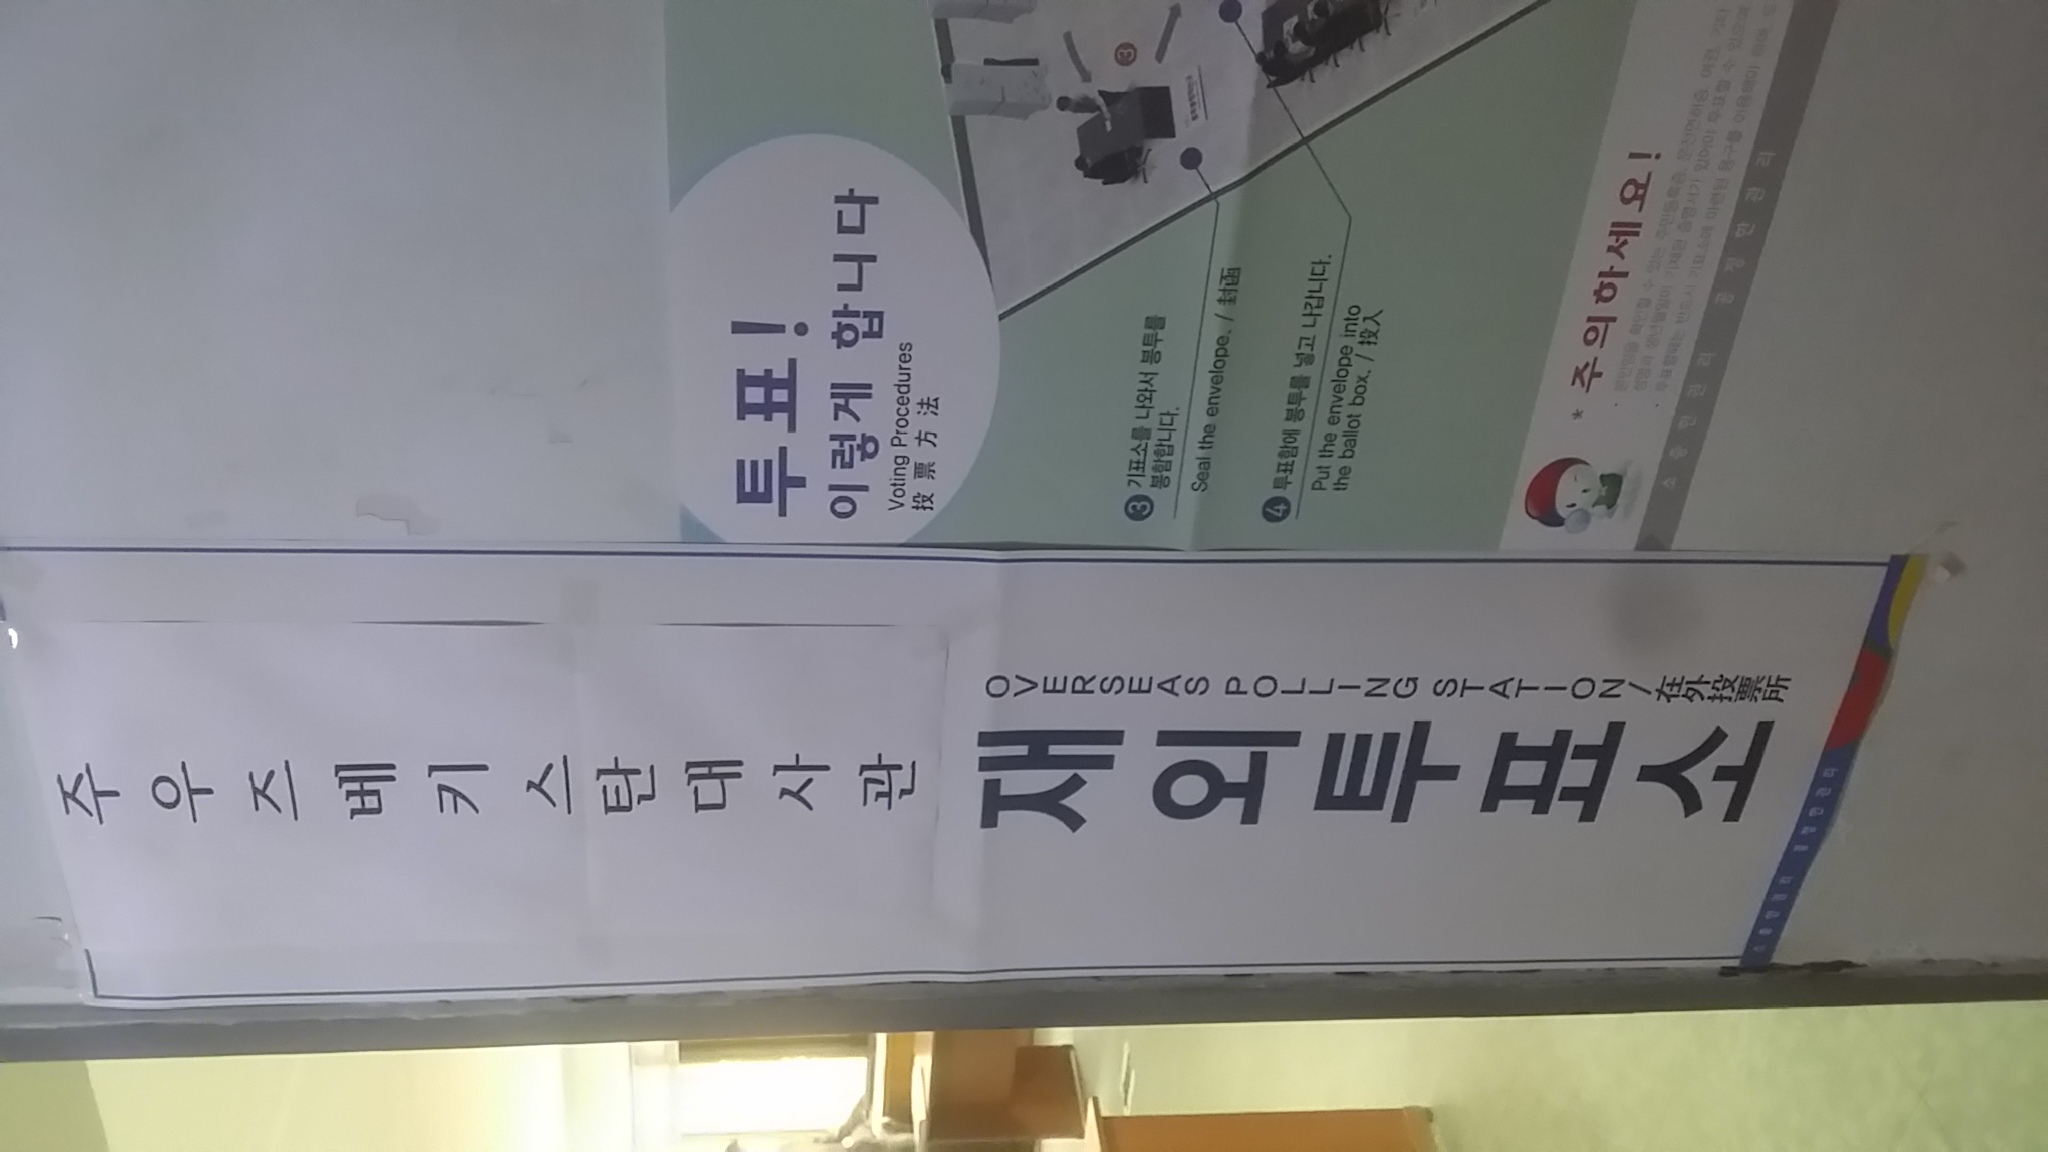 주우즈베키스탄대사관
재외투표소
OVERSEAS POLLING STATION/在外投票所
투표!
이렇게 합니다
Voting Procedures
投票方法
③
❸ 기표소를 나와서 봉투를
봉함합니다.
Seal the envelope. / 封函
❹ 투표함에 봉투를 넣고 나갑니다.
Put the envelope into
the ballot box. / 投入
* 주의하세요!